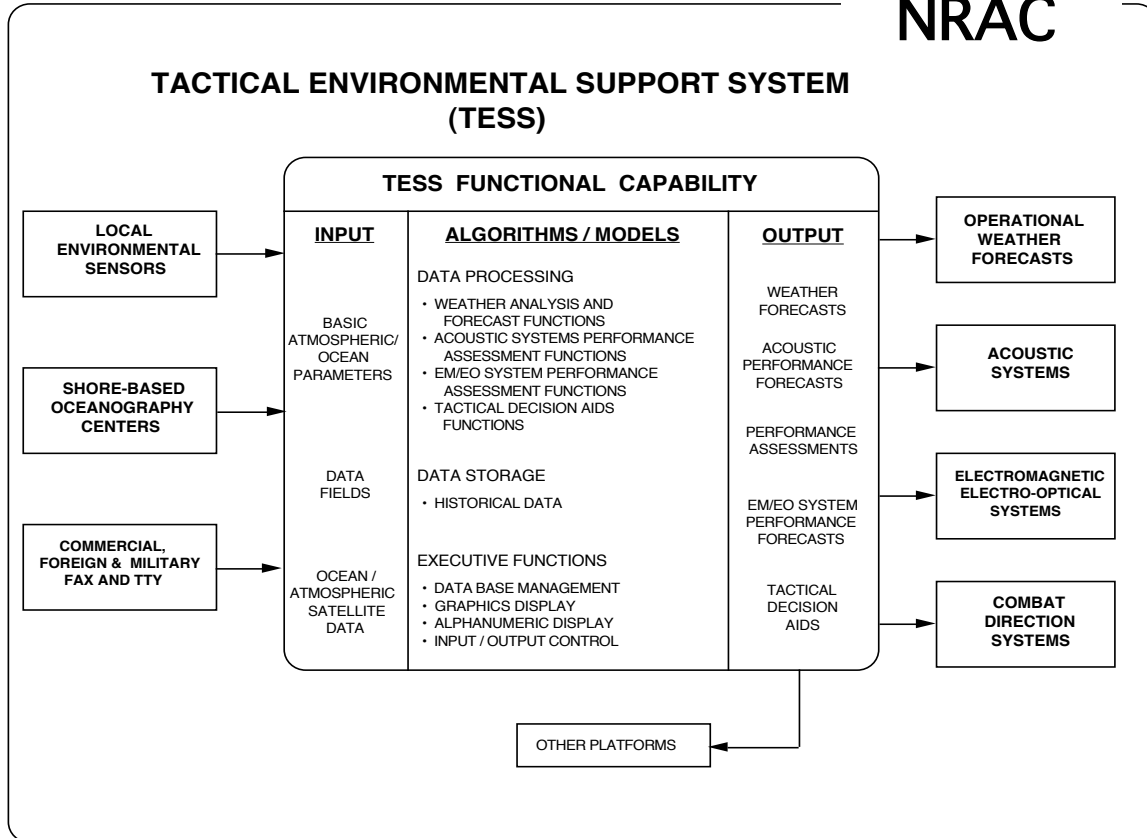 NRAC
TACTICAL ENVIRONMENTAL SUPPORT SYSTEM
(TESS)
TESS FUNCTIONAL CAPABILITY
LOCAL
ENVIRONMENTAL
SENSORS
SHORE-BASED
OCEANOGRAPHY
CENTERS
COMMERCIAL,
FOREIGN & MILITARY
FAX AND TTY
INPUT
BASIC
ATMOSPHERIC/
OCEAN
PARAMETERS
DATA
FIELDS
OCEAN /
ATMOSPHERIC
SATELLITE
DATA
ALGORITHMS / MODELS
DATA PROCESSING
• WEATHER ANALYSIS AND
FORECAST FUNCTIONS
• ACOUSTIC SYSTEMS PERFORMANCE
ASSESSMENT FUNCTIONS
• EM/EO SYSTEM PERFORMANCE
ASSESSMENT FUNCTIONS
• TACTICAL DECISION AIDS
FUNCTIONS
DATA STORAGE
• HISTORICAL DATA
EXECUTIVE FUNCTIONS
• DATA BASE MANAGEMENT
• GRAPHICS DISPLAY
• ALPHANUMERIC DISPLAY
• INPUT / OUTPUT CONTROL
OUTPUT
WEATHER
FORECASTS
ACOUSTIC
PERFORMANCE
FORECASTS
PERFORMANCE
ASSESSMENTS
EM/EO SYSTEM
PERFORMANCE
FORECASTS
TACTICAL
DECISION
AIDS
OPERATIONAL
WEATHER
FORECASTS
ACOUSTIC
SYSTEMS
ELECTROMAGNETIC
ELECTRO-OPTICAL
SYSTEMS
COMBAT
DIRECTION
SYSTEMS
OTHER PLATFORMS